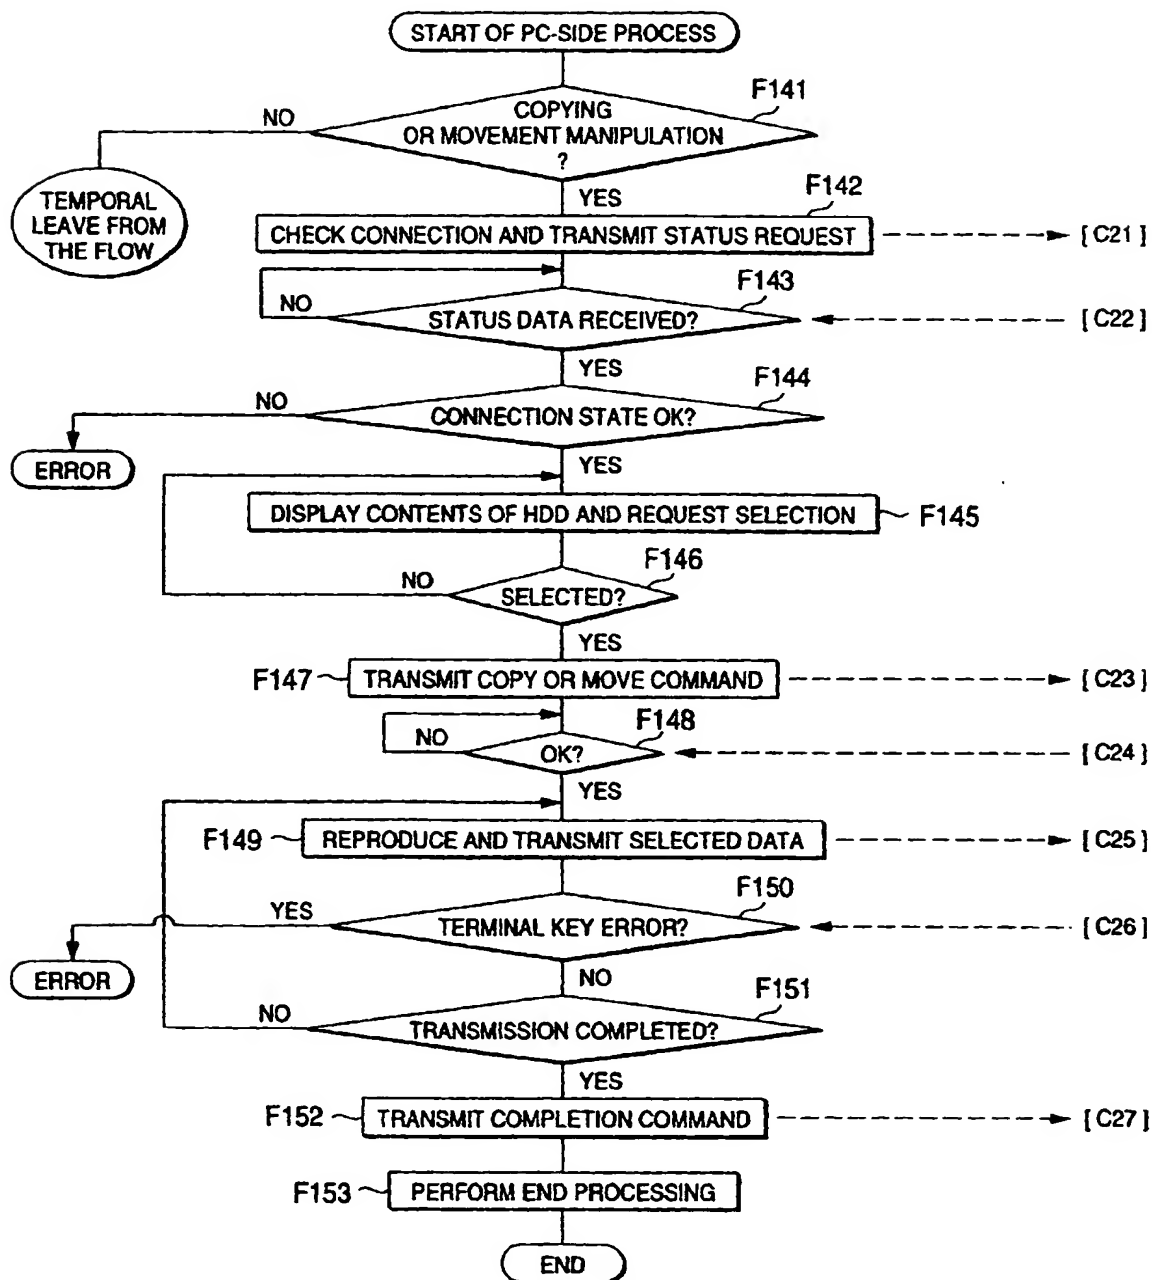 START OF PC-SIDE PROCESS
F141
NO
COPYING
OR MOVEMENT MANIPULATION
?
TEMPORAL
LEAVE FROM
THE FLOW
YES
F142
CHECK CONNECTION AND TRANSMIT STATUS REQUEST
[C21]
F143
NO
STATUS DATA RECEIVED?
[C22]
YES
F144
NO
CONNECTION STATE OK?
ERROR
YES
DISPLAY CONTENTS OF HDD AND REQUEST SELECTION
F145
F146
NO
SELECTED?
YES
F147
TRANSMIT COPY OR MOVE COMMAND
[C23]
F148
NO
OK?
[C24]
YES
F149
REPRODUCE AND TRANSMIT SELECTED DATA
[C25]
F150
YES
TERMINAL KEY ERROR?
[C26]
ERROR
NO
F151
NO
TRANSMISSION COMPLETED?
YES
F152
TRANSMIT COMPLETION COMMAND
[C27]
F153
PERFORM END PROCESSING
END